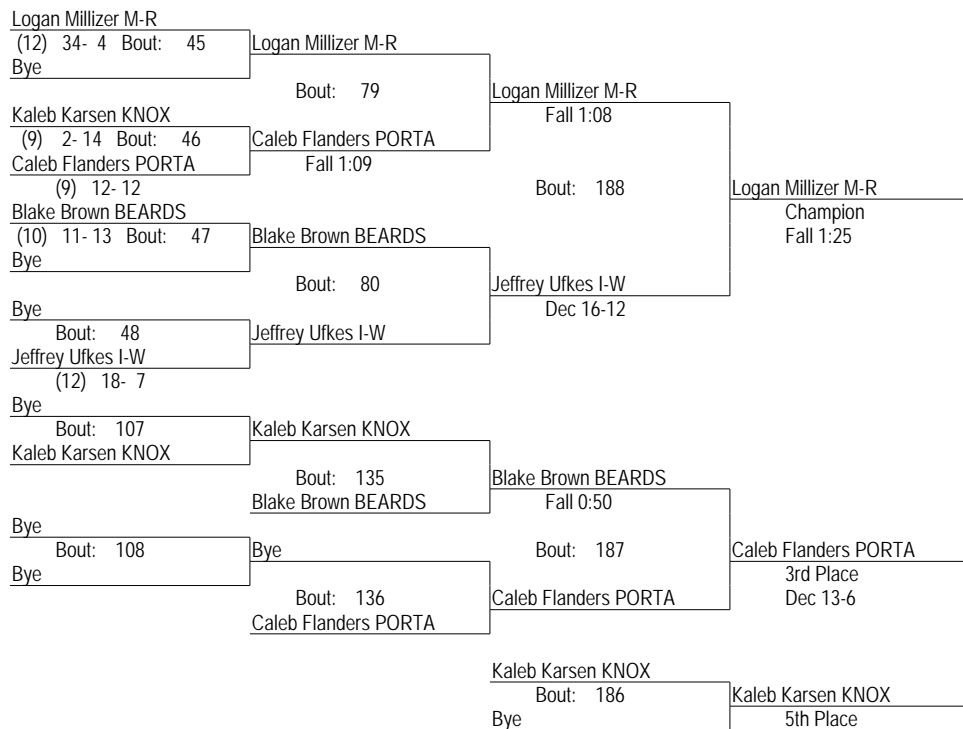 Logan Millizer M-R
(12) 34- 4 Bout: 45
Logan Millizer M-R
Bye
Bout: 79
Logan Millizer M-R
Kaleb Karsen KNOX
Fall 1:08
(9) 2- 14 Bout: 46
Caleb Flanders PORTA
Caleb Flanders PORTA
Fall 1:09
(9) 12- 12
Bout: 188
Logan Millizer M-R
Blake Brown BEARDS
Champion
(10) 11- 13 Bout: 47
Blake Brown BEARDS
Fall 1:25
Bye
Bout: 80
Jeffrey Ufkes I-W
Bye
Dec 16-12
Bout: 48
Jeffrey Ufkes I-W
Jeffrey Ufkes I-W
(12) 18- 7
Bye
Bout: 107
Kaleb Karsen KNOX
Kaleb Karsen KNOX
Bout: 135
Blake Brown BEARDS
Blake Brown BEARDS
Fall 0:50
Bye
Bout: 108
Bye
Bout: 187
Caleb Flanders PORTA
Bye
3rd Place
Bout: 136
Caleb Flanders PORTA
Dec 13-6
Caleb Flanders PORTA
Kaleb Karsen KNOX
Bout: 186
Kaleb Karsen KNOX
Bye
5th Place